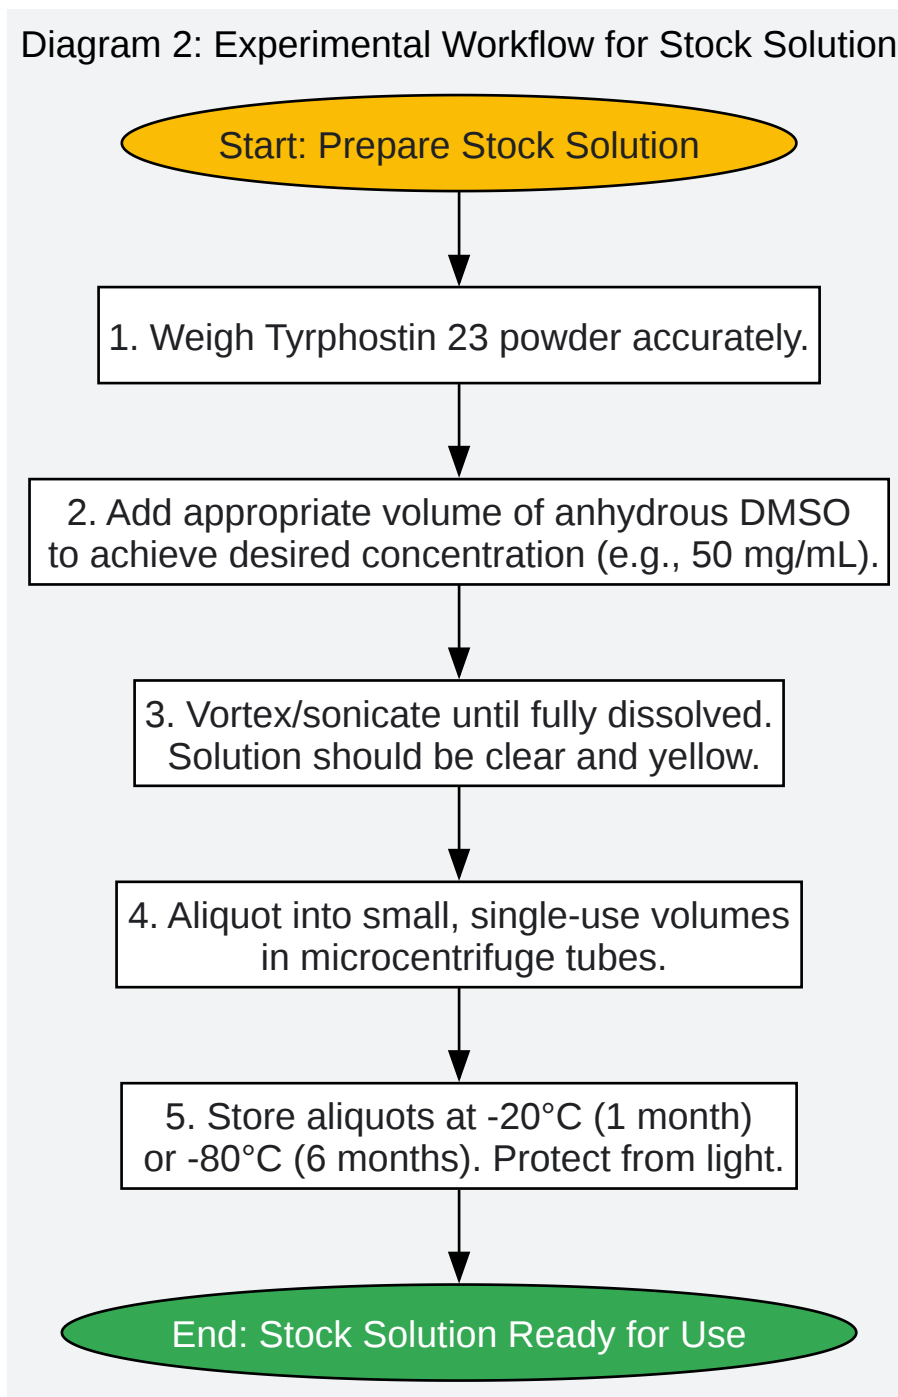 Diagram 2: Experimental Workflow for Stock Solution
Start: Prepare Stock Solution
1. Weigh Tyrphostin 23 powder accurately.
2. Add appropriate volume of anhydrous DMSO
to achieve desired concentration (e.g., 50 mg/mL).
3. Vortex/sonicate until fully dissolved.
Solution should be clear and yellow.
4. Aliquot into small, single-use volumes
in microcentrifuge tubes.
5. Store aliquots at -20°C (1 month)
or -80°C (6 months). Protect from light.
End: Stock Solution Ready for Use